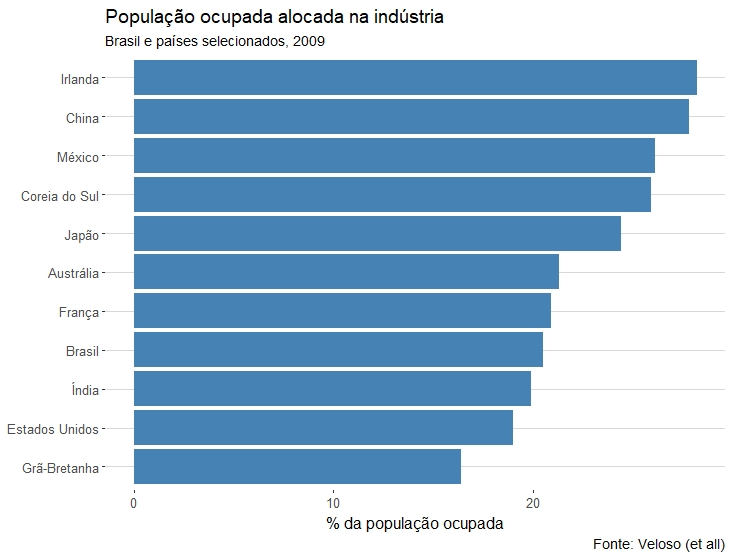 População ocupada alocada na indústria
Brasil e países selecionados, 2009
Irlanda
China
México
Coreia do Sul
Japão
Austrália
França
Brasil
Índia
Estados Unidos
Grã-Bretanha
0 10 20
% da população ocupada
Fonte: Veloso (et all)